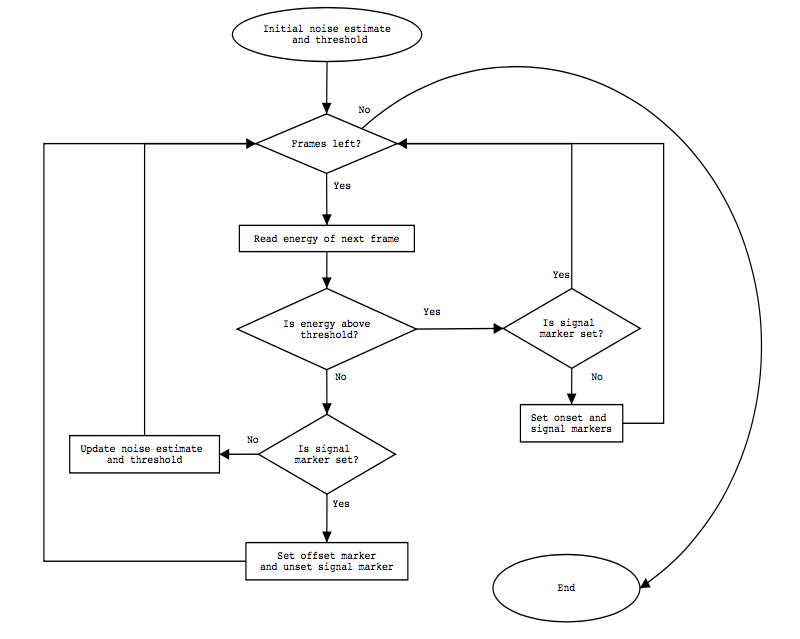 Initial noise estimate
and threshold
No
Frames left?
Yes
Read energy of next frame
Yes
Yes
Is energy above
threshold?
Is signal
marker set?
No
No
Set onset and
signal markers
No
Update noise estimate
and threshold
Is signal
marker set?
Yes
Set offset marker
and unset signal marker
End